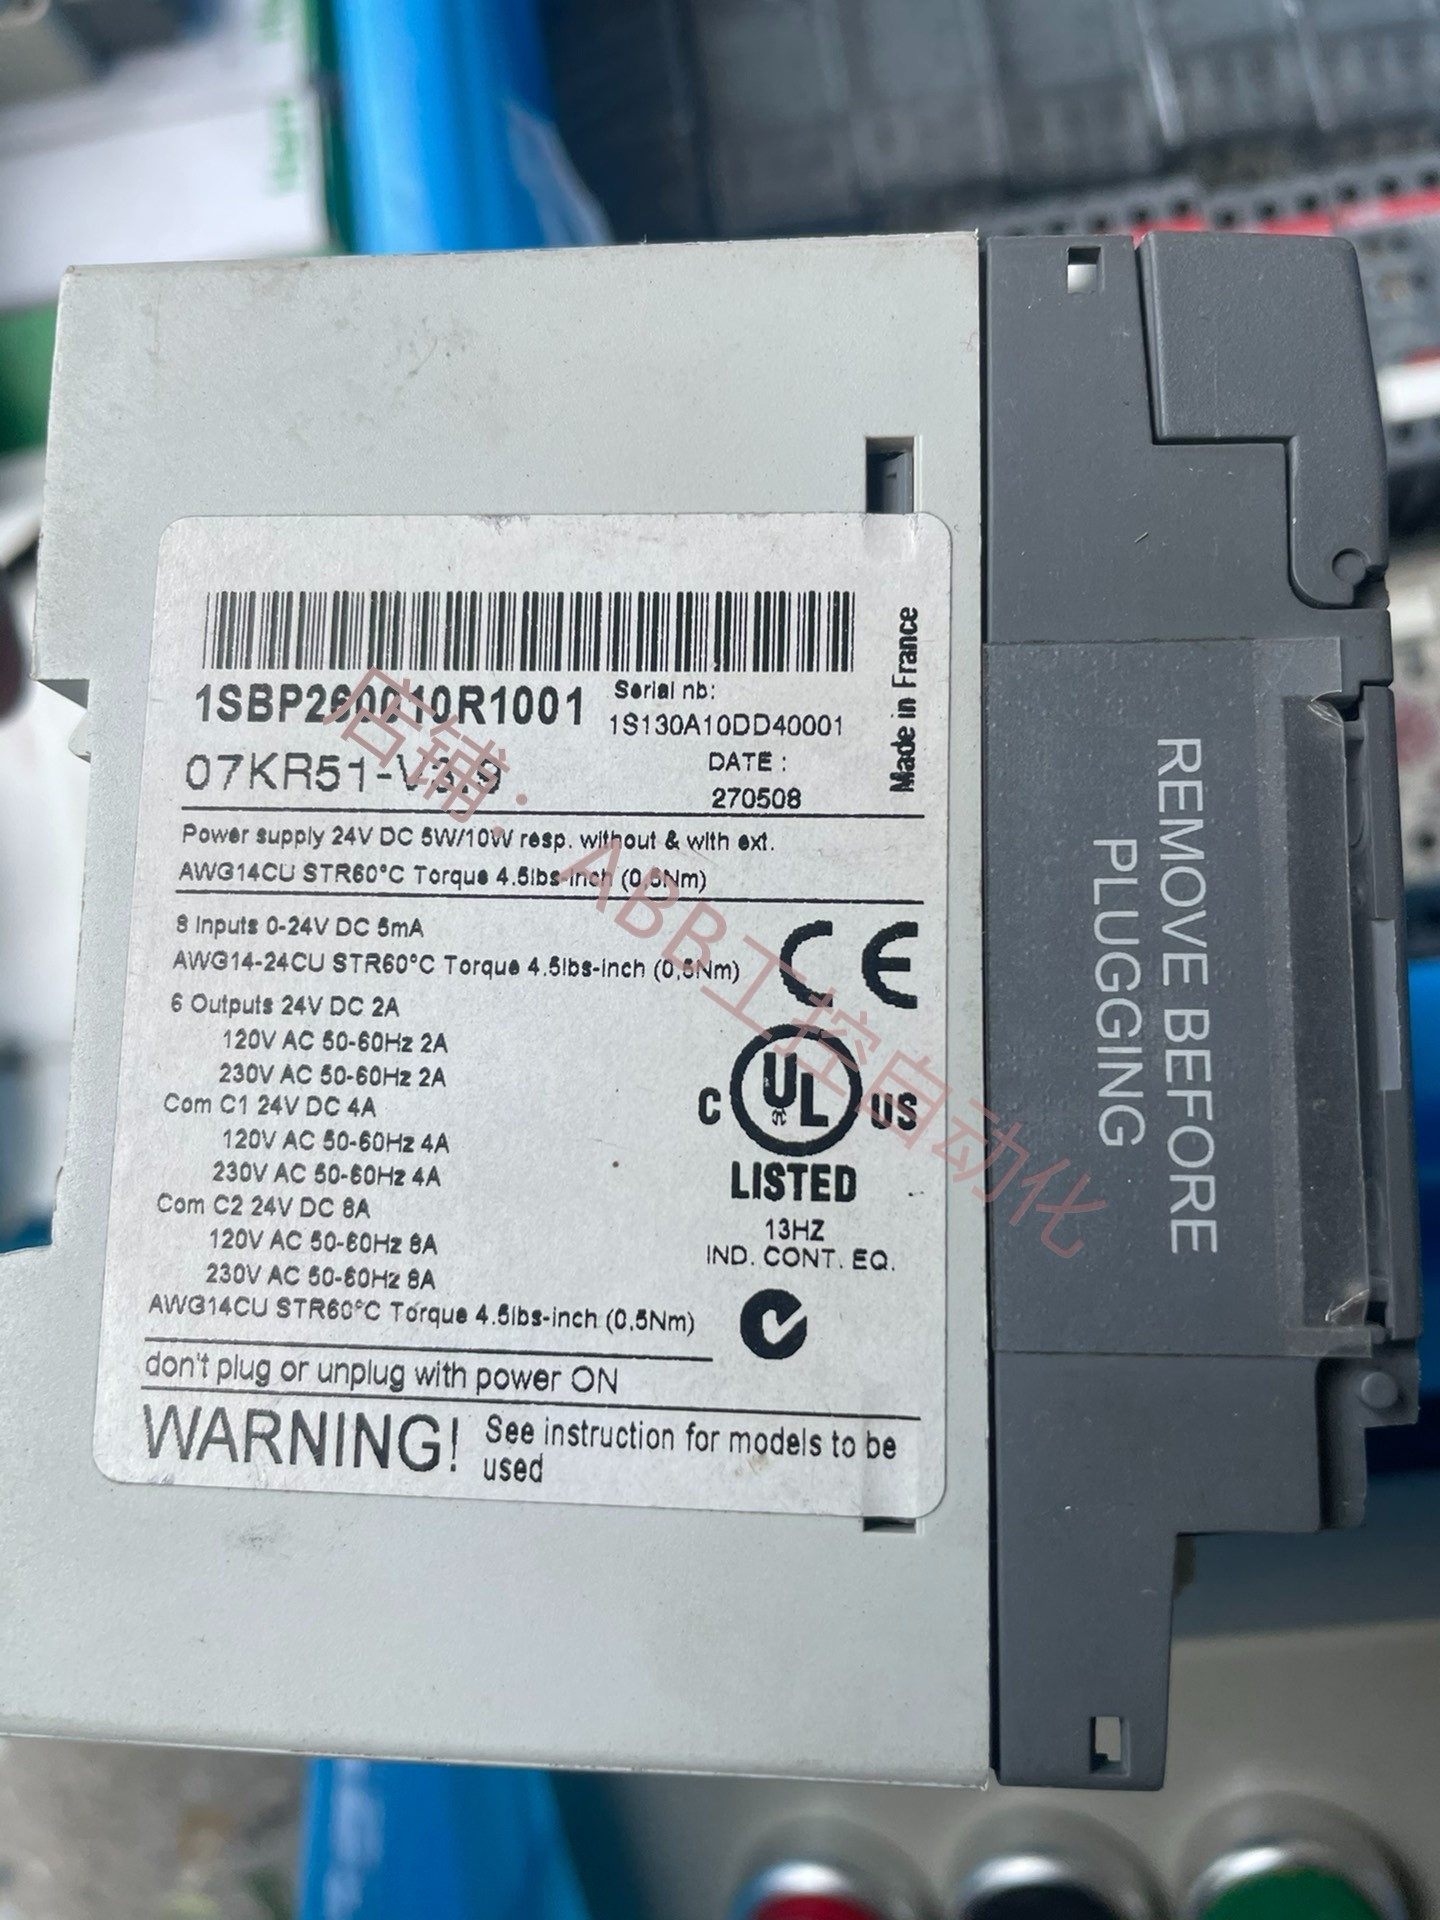 1SBP260010R1001
Serial nb:
1S130A10DD40001
07KR51-V3.9
DATE :
270508
Made in France
Power supply 24V DC 5W/10W resp. without & with ext.
AWG14CU STR60°C Torque 4.5lbs-inch (0,5Nm)
8 Inputs 0-24V DC 5mA
AWG14-24CU STR60°C Torque 4.5lbs-inch (0,5Nm)
6 Outputs 24V DC 2A
120V AC 50-60Hz 2A
230V AC 50-60Hz 2A
Com C1 24V DC 4A
120V AC 50-60Hz 4A
230V AC 50-60Hz 4A
Com C2 24V DC 8A
120V AC 50-60Hz 8A
230V AC 50-60Hz 8A
AWG14CU STR60°C Torque 4.5lbs-inch (0,5Nm)
CE
C UL US
LISTED
13HZ
IND. CONT. EQ.
don't plug or unplug with power ON
WARNING! See instruction for models to be
used
REMOVE BEFORE
PLUGGING
店铺：ABB工控自动化